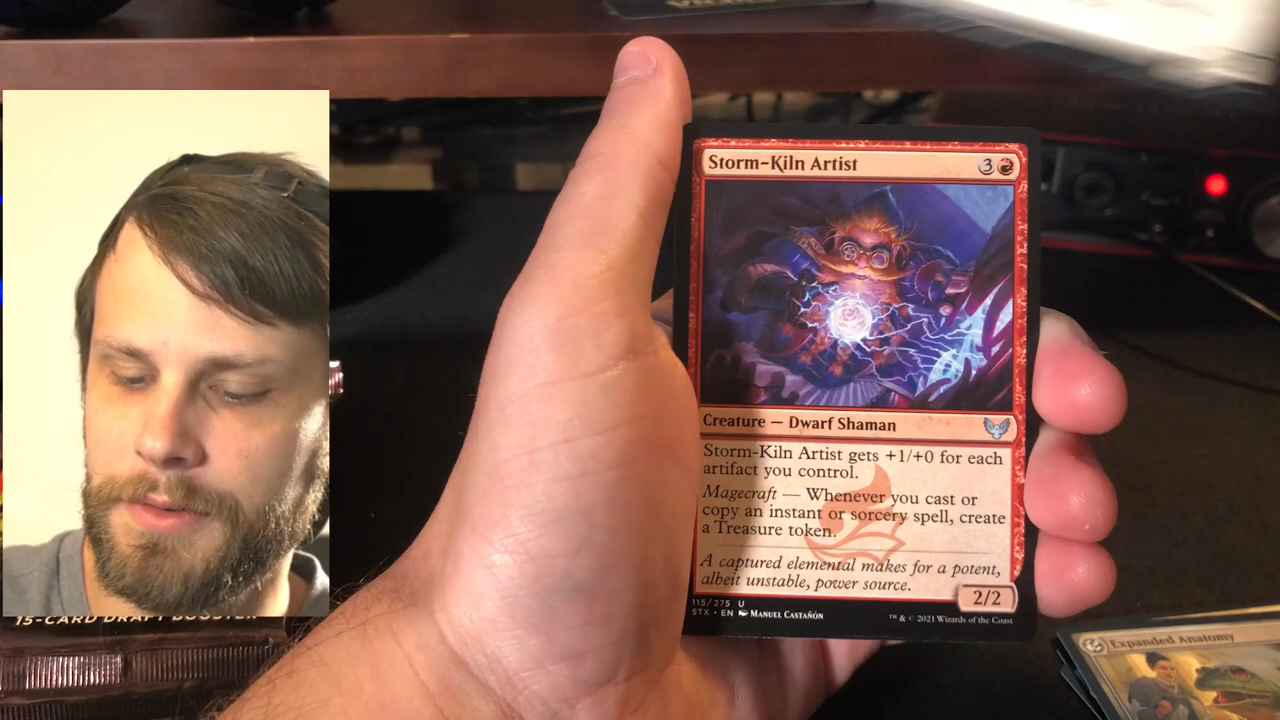 Storm-Kiln Artist 3
Creature — Dwarf Shaman
Storm-Kiln Artist gets +1/+0 for each
artifact you control.
Magecraft — Whenever you cast or
copy an instant or sorcery spell, create
a Treasure token.
A captured elemental makes for a potent,
albeit unstable, power source.
2/2
115/275 U
STX • EN MANUEL CASTAÑÓN
™ & © 2021 Wizards of the Coast
15-CARD DRAFT BOOSTER
Expanded Anatomy